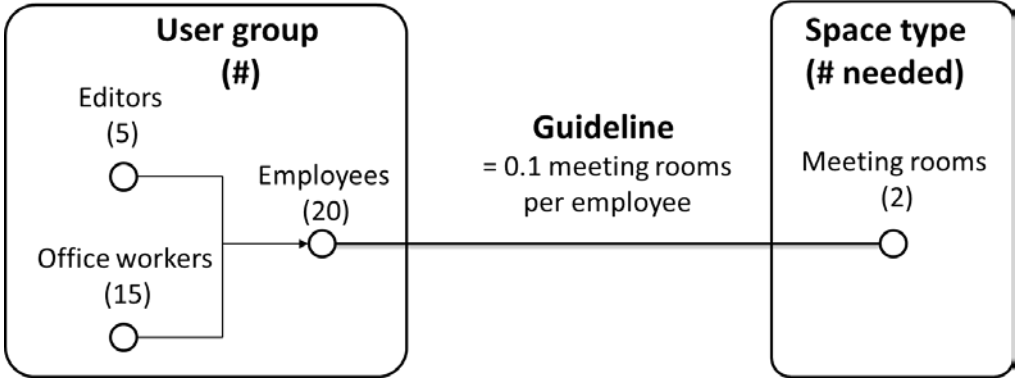 User group
(#)
Editors
(5)
Employees
(20)
Office workers
(15)
Guideline
= 0.1 meeting rooms
per employee
Space type
(# needed)
Meeting rooms
(2)